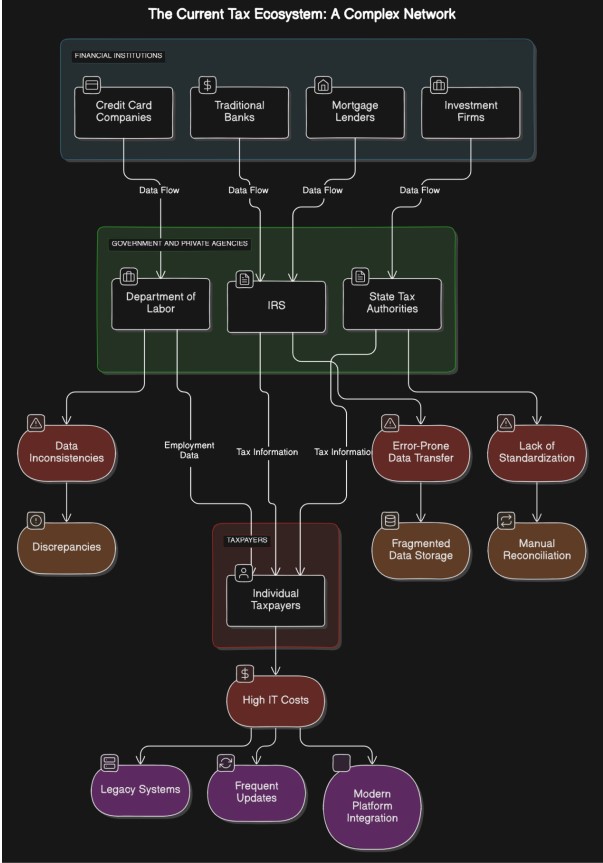 The Current Tax Ecosystem: A Complex Network
FINANCIAL INSTITUTIONS
Credit Card
Companies
Traditional
Banks
Mortgage
Lenders
Investment
Firms
Data Flow
Data Flow
Data Flow
Data Flow
GOVERNMENT AND PRIVATE AGENCIES
Department of
Labor
IRS
State Tax
Authorities
Data
Inconsistencies
Employment
Data
Tax Information
Tax Information
Error-Prone
Data Transfer
Lack of
Standardization
Discrepancies
Fragmented
Data Storage
Manual
Reconciliation
TAXPAYERS
Individual
Taxpayers
High IT Costs
Legacy Systems
Frequent
Updates
Modern
Platform
Integration